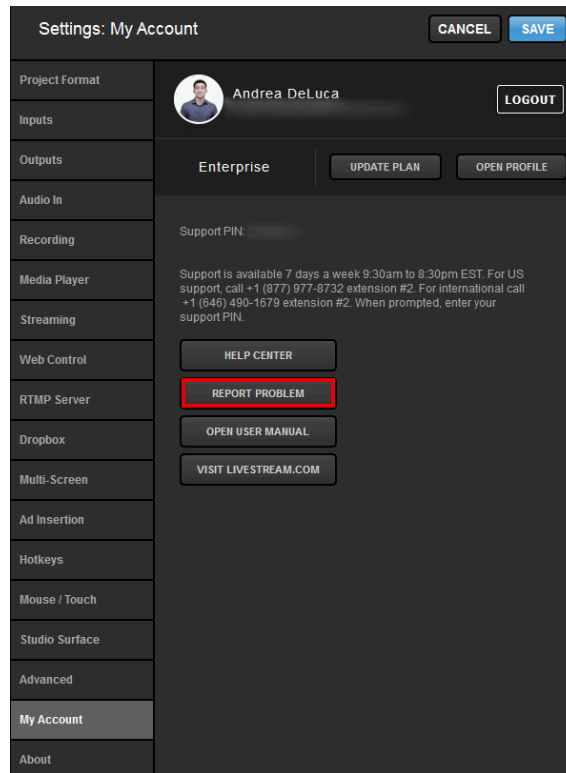 Settings: My Account
CANCEL
SAVE
Project Format
Inputs
Outputs
Audio In
Recording
Media Player
Streaming
Web Control
RTMP Server
Dropbox
Multi-Screen
Ad Insertion
Hotkeys
Mouse / Touch
Studio Surface
Advanced
My Account
About
Andrea DeLuca
LOGOUT
Enterprise
UPDATE PLAN
OPEN PROFILE
Support PIN:
Support is available 7 days a week 9:30am to 8:30pm EST. For US
support, call +1 (877) 977-8732 extension #2. For international call
+1 (646) 490-1679 extension #2. When prompted, enter your
support PIN.
HELP CENTER
REPORT PROBLEM
OPEN USER MANUAL
VISIT LIVESTREAM.COM